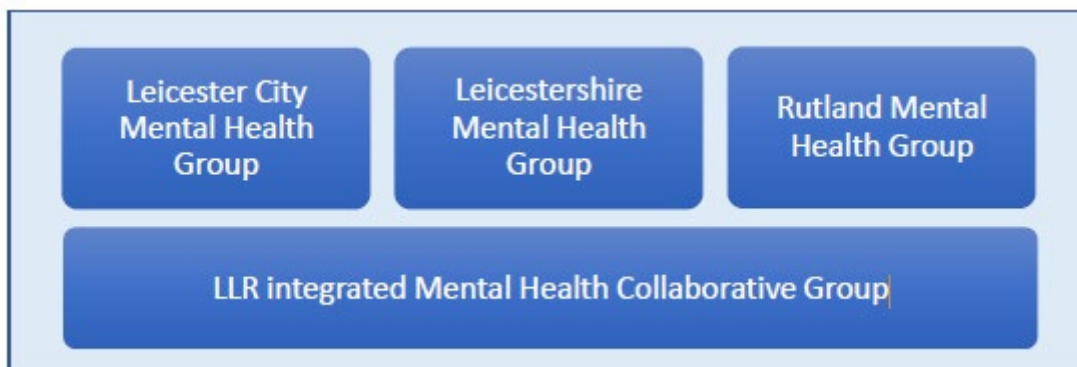 Leicester City
Mental Health
Group
Leicestershire
Mental Health
Group
Rutland Mental
Health Group
LLR integrated Mental Health Collaborative Group